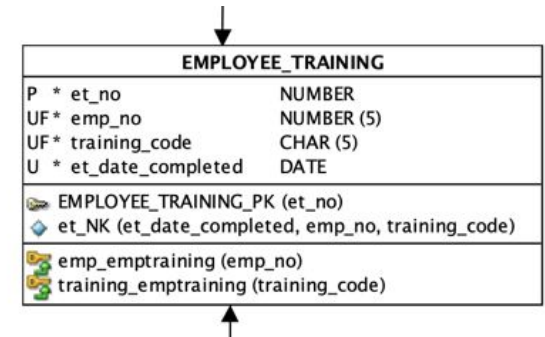 EMPLOYEE_TRAINING
P * et_no NUMBER
UF* emp_no NUMBER (5)
UF* training_code CHAR (5)
U * et_date_completed DATE
EMPLOYEE_TRAINING_PK (et_no)
et_NK (et_date_completed, emp_no, training_code)
emp_emptraining (emp_no)
training_emptraining (training_code)